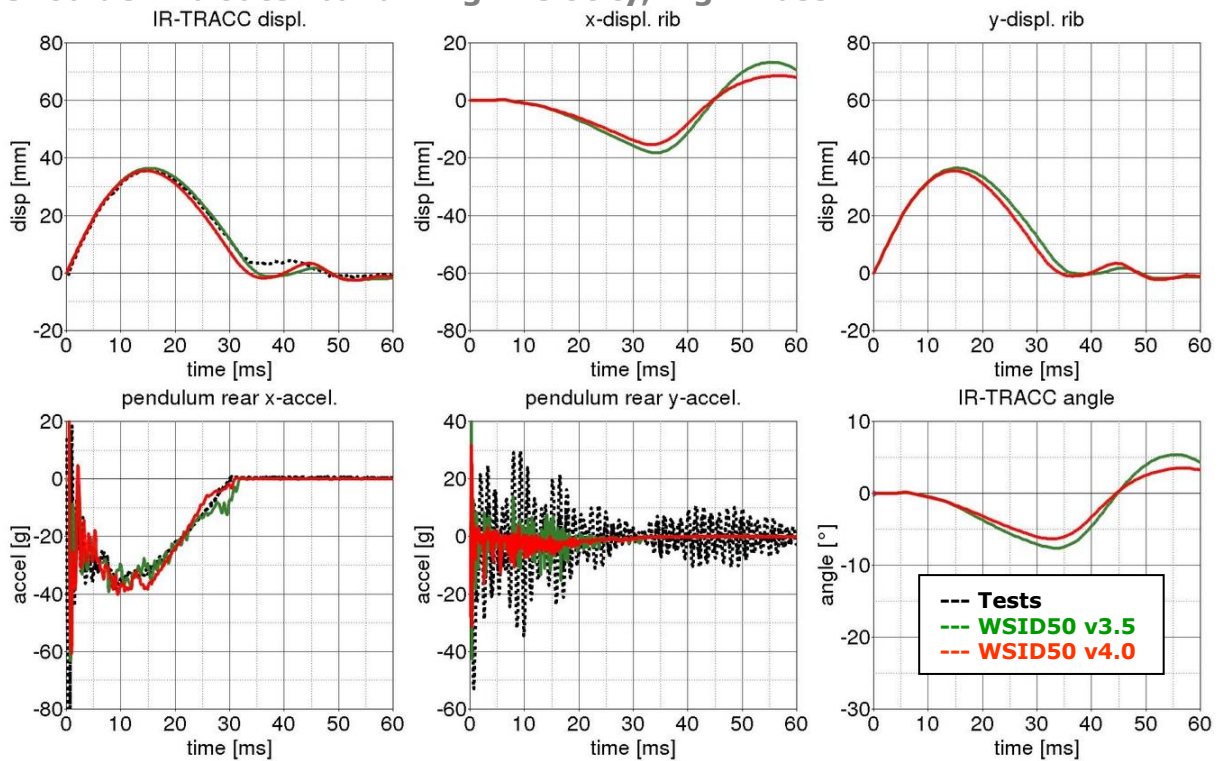 IR-TRACC displ.
80
60
40
20
0
-20
disp [mm]
0 10 20 30 40 50 60
time [ms]
x-displ. rib
20
0
-20
-40
-60
-80
disp [mm]
0 10 20 30 40 50 60
time [ms]
y-displ. rib
80
60
40
20
0
-20
disp [mm]
0 10 20 30 40 50 60
time [ms]
pendulum rear x-accel.
20
0
-20
-40
-60
-80
accel [g]
0 10 20 30 40 50 60
time [ms]
pendulum rear y-accel.
40
20
0
-20
-40
-60
accel [g]
0 10 20 30 40 50 60
time [ms]
IR-TRACC angle
10
0
-10
-20
-30
angle [°]
0 10 20 30 40 50 60
time [ms]
--- Tests
--- WSID50 v3.5
--- WSID50 v4.0